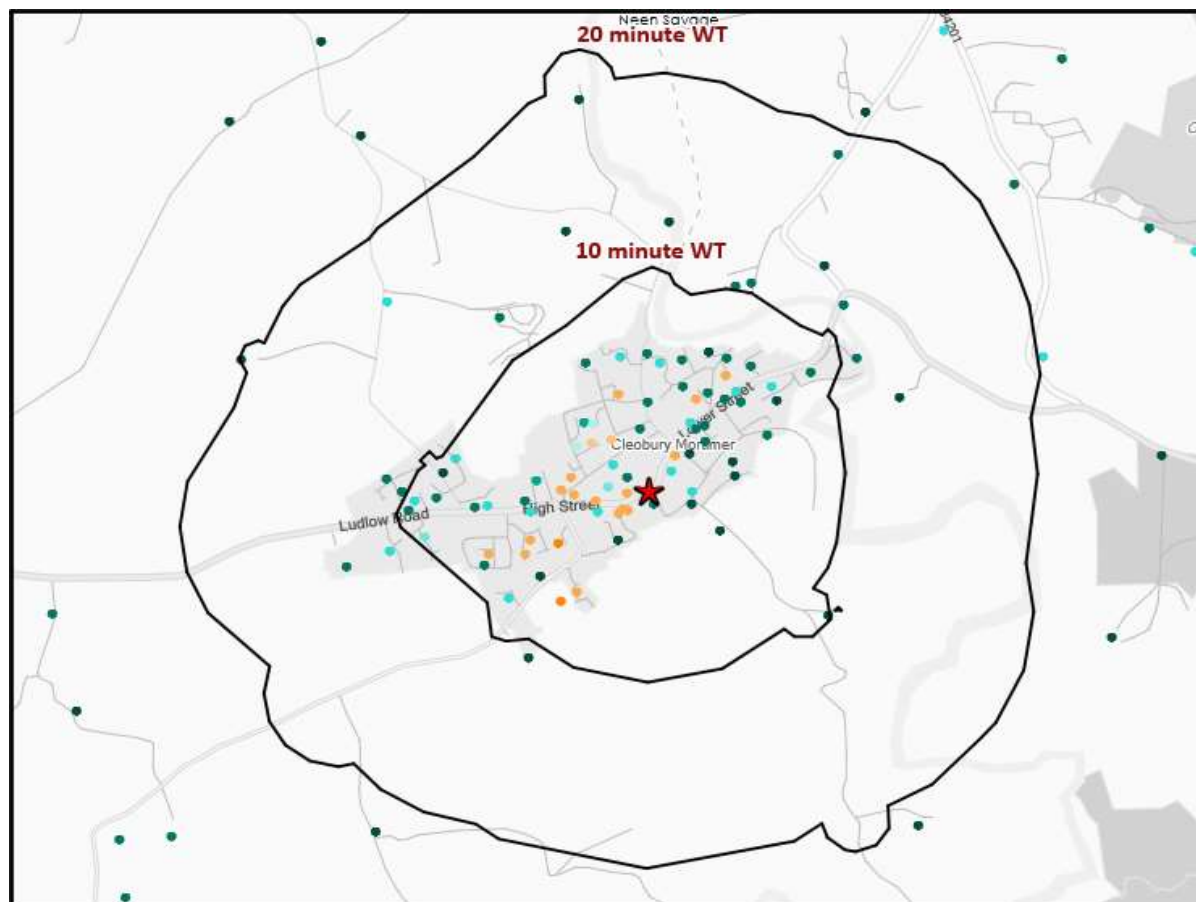 Neen Savage
20 minute WT
10 minute WT
Lower Street
Cleobury Mortimer
High Street
Ludlow Road